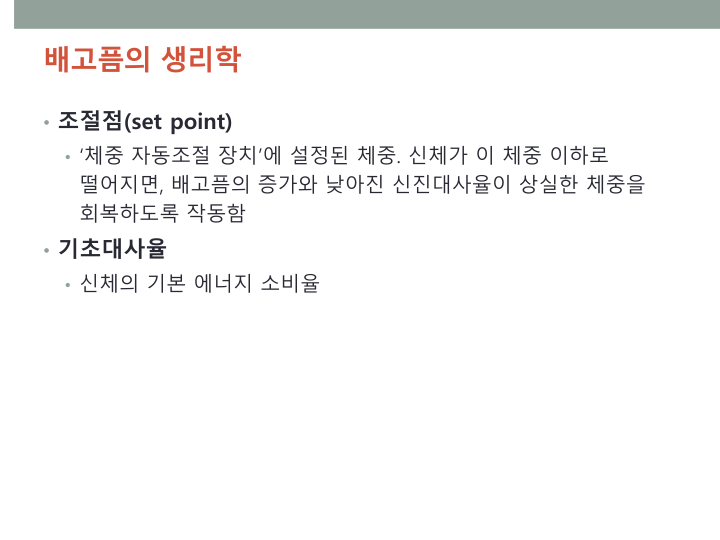 배고픔의 생리학
• 조절점(set point)
• ‘체중 자동조절 장치’에 설정된 체중. 신체가 이 체중 이하로
떨어지면, 배고픔의 증가와 낮아진 신진대사율이 상실한 체중을
회복하도록 작동함
• 기초대사율
• 신체의 기본 에너지 소비율